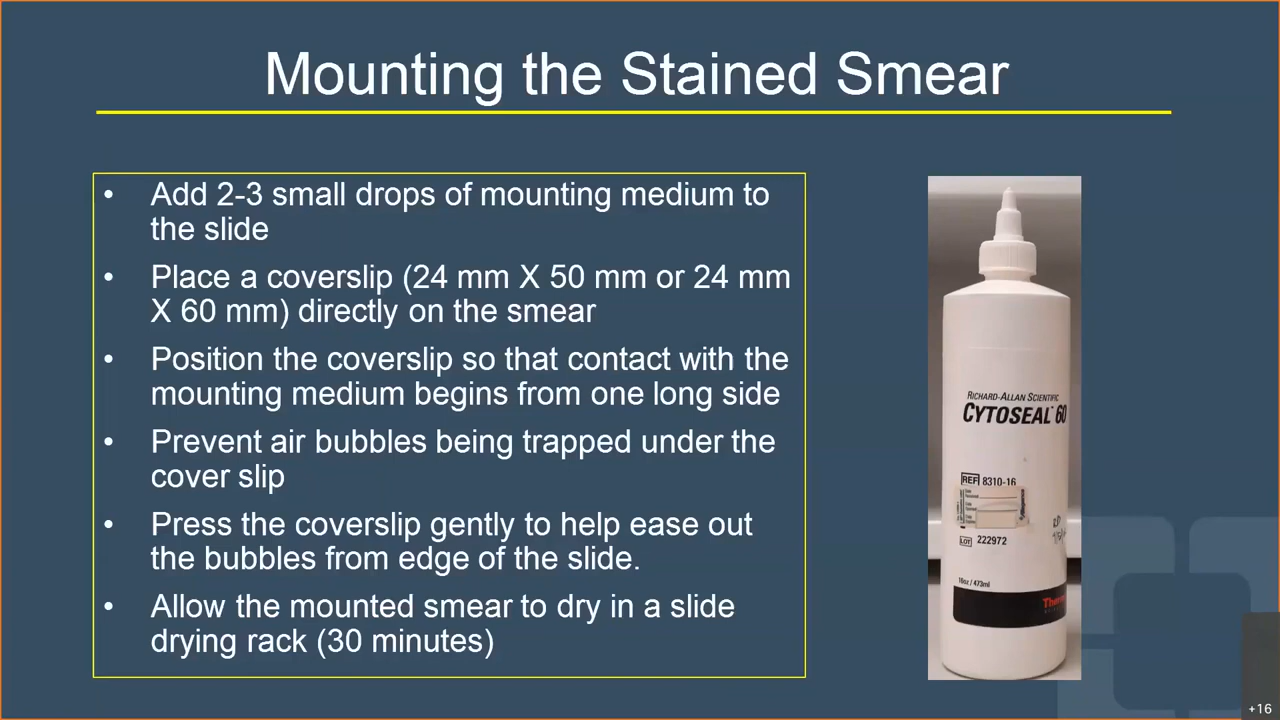 Mounting the Stained Smear
• Add 2-3 small drops of mounting medium to
the slide
• Place a coverslip (24 mm X 50 mm or 24 mm
X 60 mm) directly on the smear
• Position the coverslip so that contact with the
mounting medium begins from one long side
• Prevent air bubbles being trapped under the
cover slip
• Press the coverslip gently to help ease out
the bubbles from edge of the slide.
• Allow the mounted smear to dry in a slide
drying rack (30 minutes)
RICHARD-ALLAN SCIENTIFIC
CYTOSEAL™ 60
REF 8310-16
LOT 222972
16oz / 473ml
+16